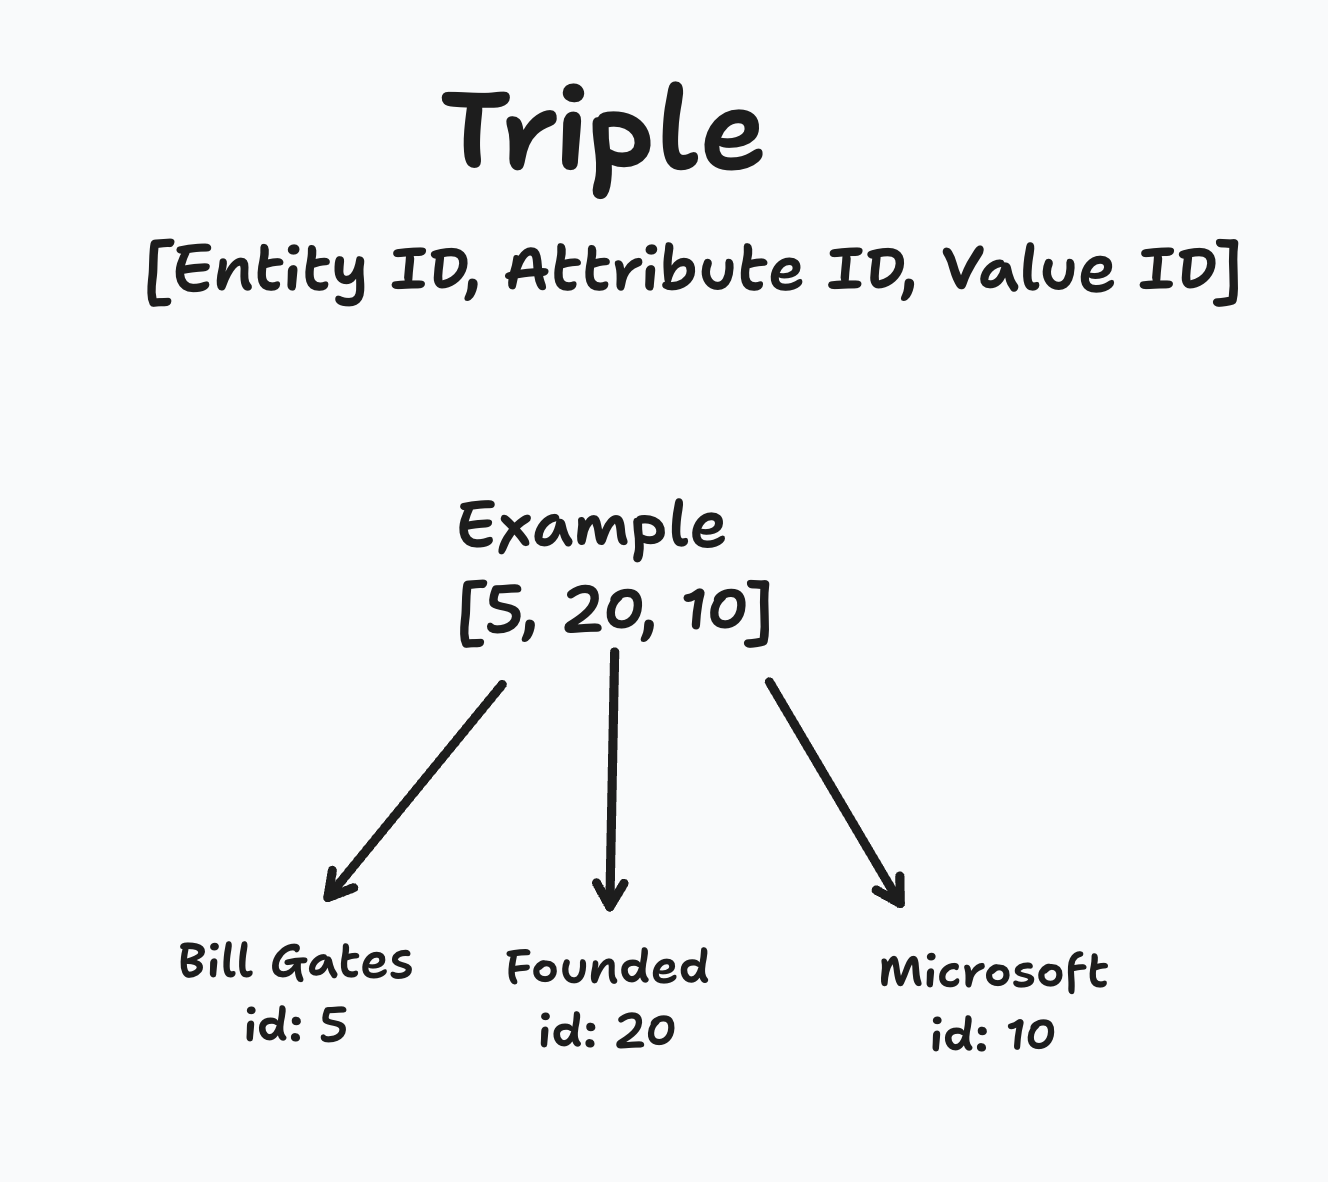 Triple
[Entity ID, Attribute ID, Value ID]
Example
[5, 20, 10]
Bill Gates
id: 5
Founded
id: 20
Microsoft
id: 10